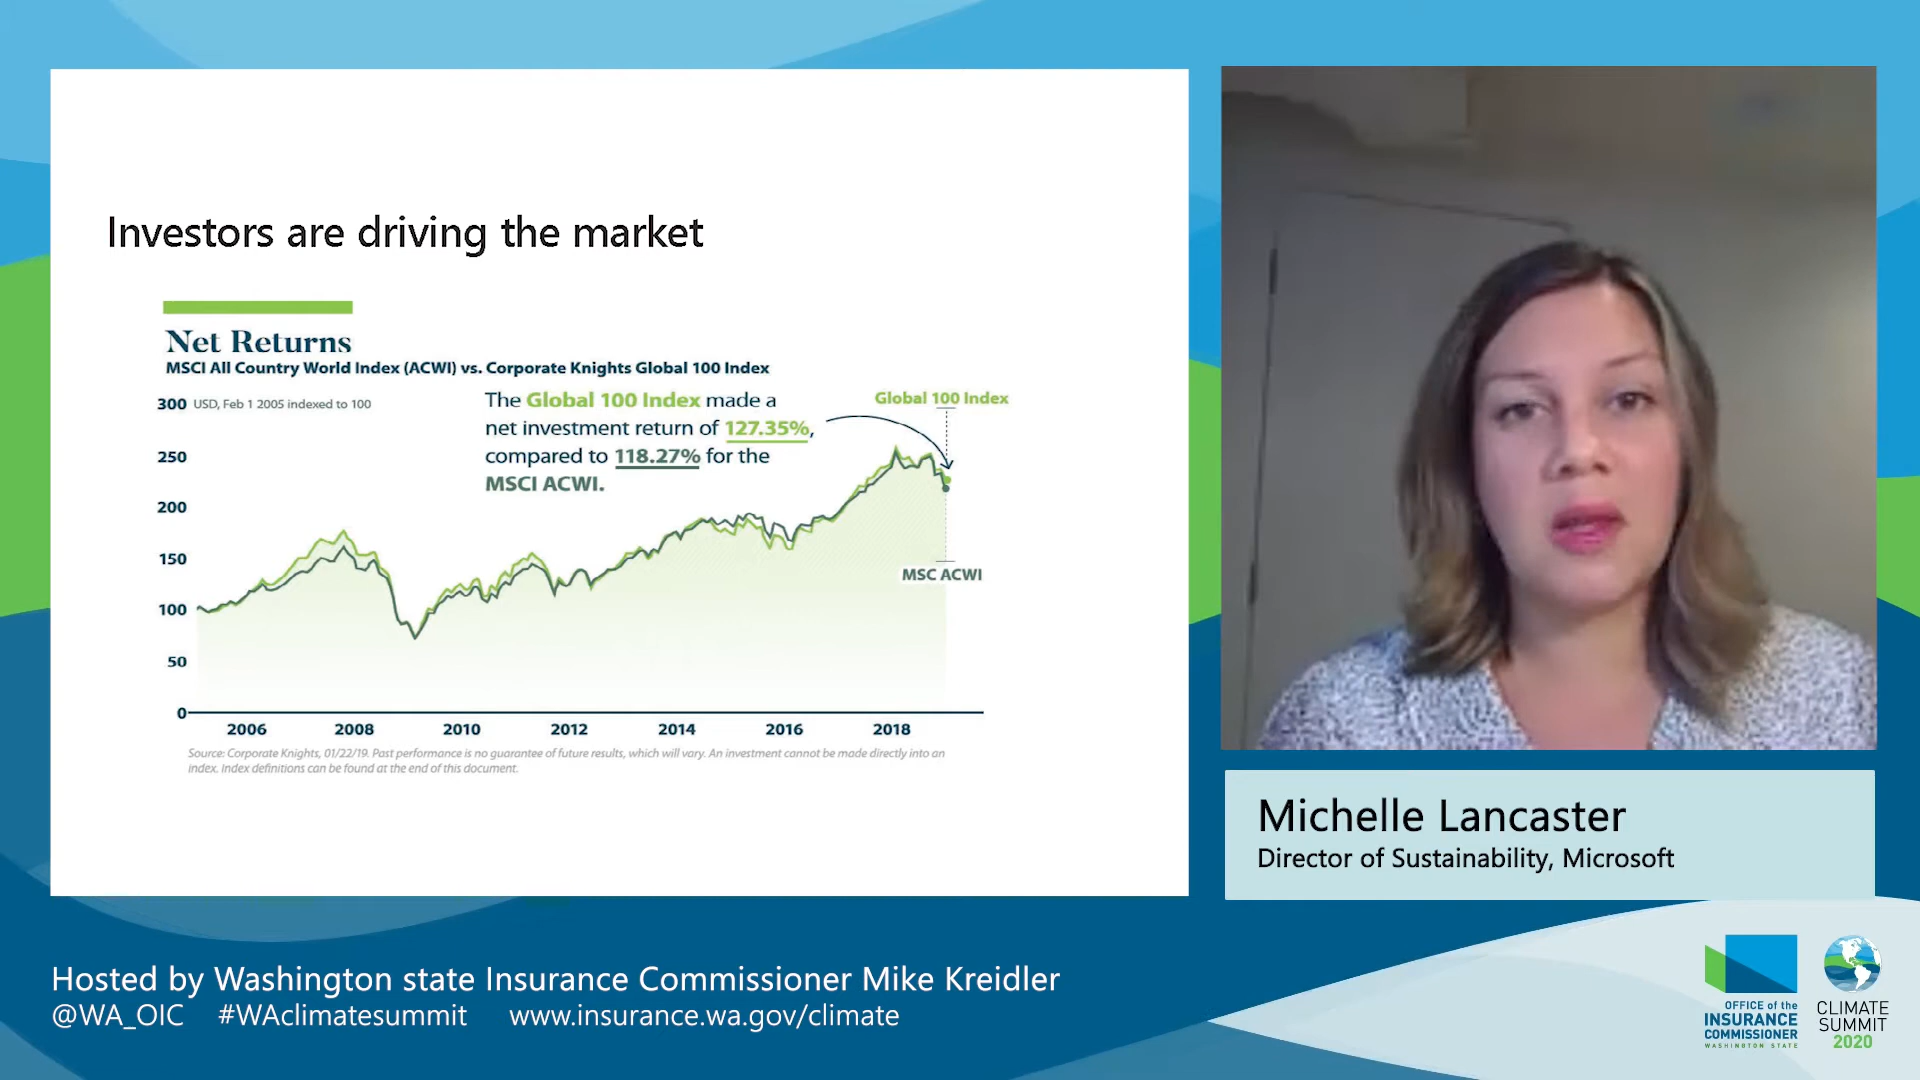 Investors are driving the market
Net Returns
MSCI All Country World Index (ACWI) vs. Corporate Knights Global 100 Index
300 USD, Feb 1 2005 indexed to 100
The Global 100 Index made a
net investment return of 127.35%,
compared to 118.27% for the
MSCI ACWI.
Global 100 Index
250
200
150
MSC ACWI
100
50
0
2006 2008 2010 2012 2014 2016 2018
Source: Corporate Knights, 01/22/19. Past performance is no guarantee of future results, which will vary. An investment cannot be made directly into an
index. Index definitions can be found at the end of this document.
Michelle Lancaster
Director of Sustainability, Microsoft
Hosted by Washington state Insurance Commissioner Mike Kreidler
@WA_OIC #WAclimatesummit www.insurance.wa.gov/climate
OFFICE of the
INSURANCE
COMMISSIONER
WASHINGTON STATE
CLIMATE
SUMMIT
2020